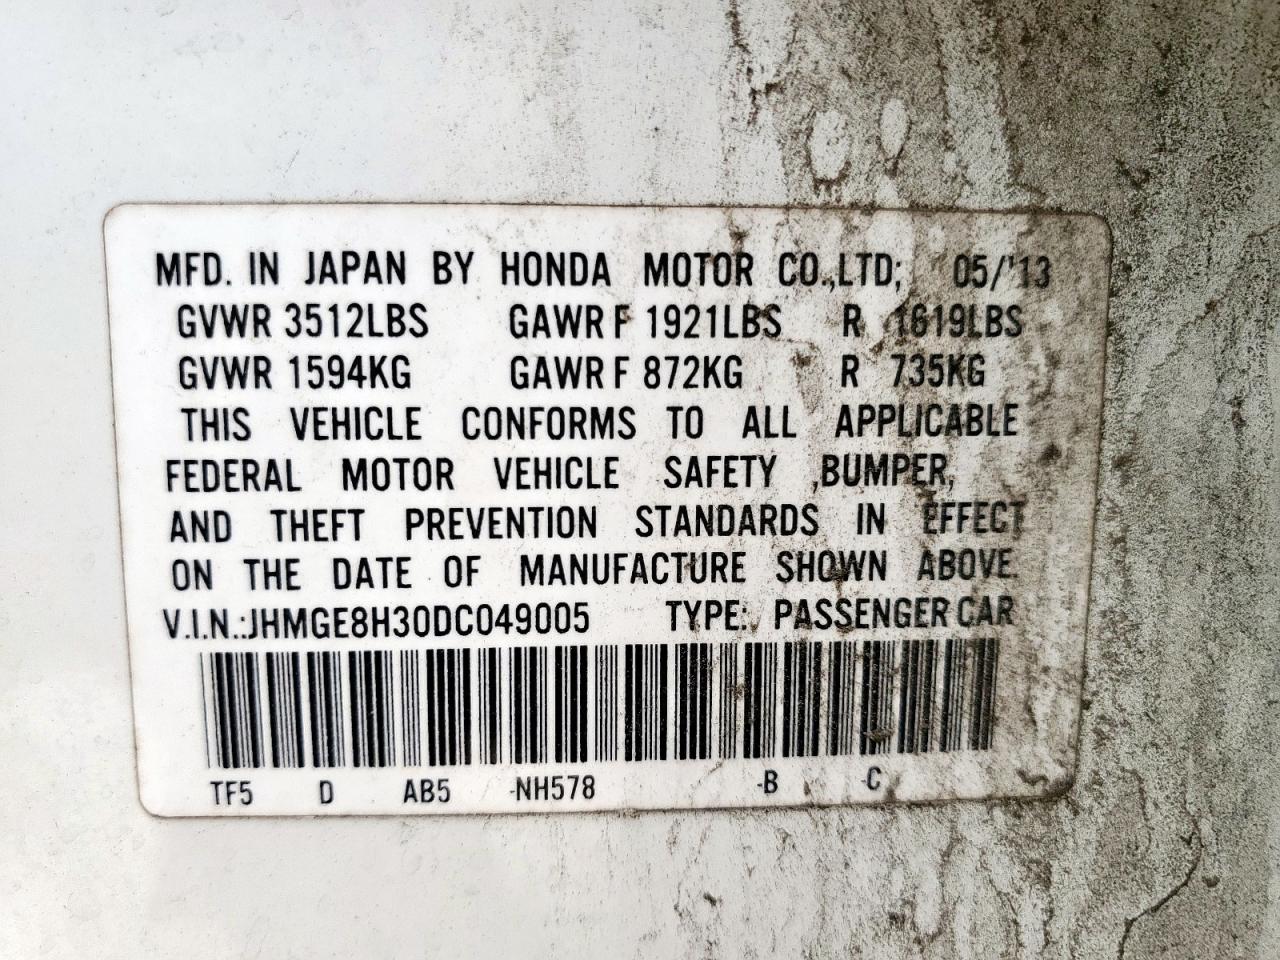 MFD. IN JAPAN BY HONDA MOTOR CO.,LTD; 05/'13
GVWR 3512LBS GAWR F 1921LBS R 1619LBS
GVWR 1594KG GAWR F 872KG R 735KG
THIS VEHICLE CONFORMS TO ALL APPLICABLE
FEDERAL MOTOR VEHICLE SAFETY ,BUMPER,
AND THEFT PREVENTION STANDARDS IN EFFECT
ON THE DATE OF MANUFACTURE SHOWN ABOVE.
V.I.N.:JHMGE8H30DC049005 TYPE: PASSENGER CAR
TF5 D AB5 -NH578 -B -C